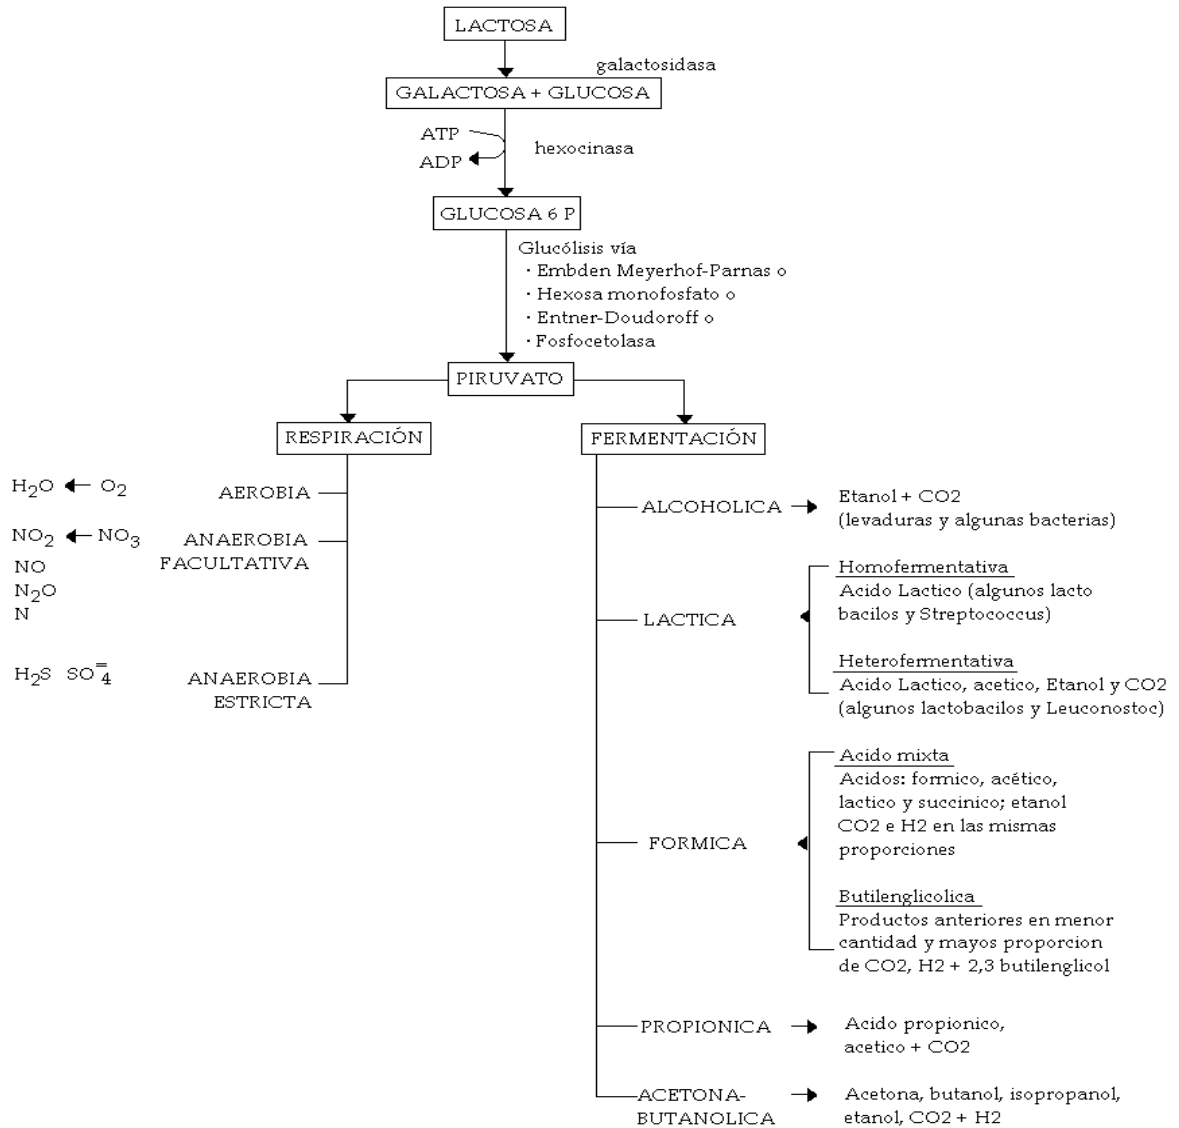 LACTOSA
galactosidasa
GALACTOSA + GLUCOSA
ATP
ADP
hexocinasa
GLUCOSA 6 P
Glucólisis vía
· Embden Meyerhof-Parnas o
· Hexosa monofosfato o
· Entner-Doudoroff o
· Fosfocetolasa
PIRUVATO
RESPIRACIÓN
H2O O2
AEROBIA
NO2 NO3
NO
N2O
N
ANAEROBIA
FACULTATIVA
H2S SO4=
ANAEROBIA
ESTRICTA
FERMENTACIÓN
ALCOHOLICA
Etanol + CO2
(levaduras y algunas bacterias)
LACTICA
Homofermentativa
Acido Lactico (algunos lacto
bacilos y Streptococcus)
Heterofermentativa
Acido Lactico, acetico, Etanol y CO2
(algunos lactobacilos y Leuconostoc)
FORMICA
Acido mixta
Acidos: formico, acético,
lactico y succinico; etanol
CO2 e H2 en las mismas
proporciones
Butilenglicolica
Productos anteriores en menor
cantidad y mayos proporcion
de CO2, H2 + 2,3 butilenglicol
PROPIONICA
Acido propionico,
acetico + CO2
ACETONA-
BUTANOLICA
Acetona, butanol, isopropanol,
etanol, CO2 + H2